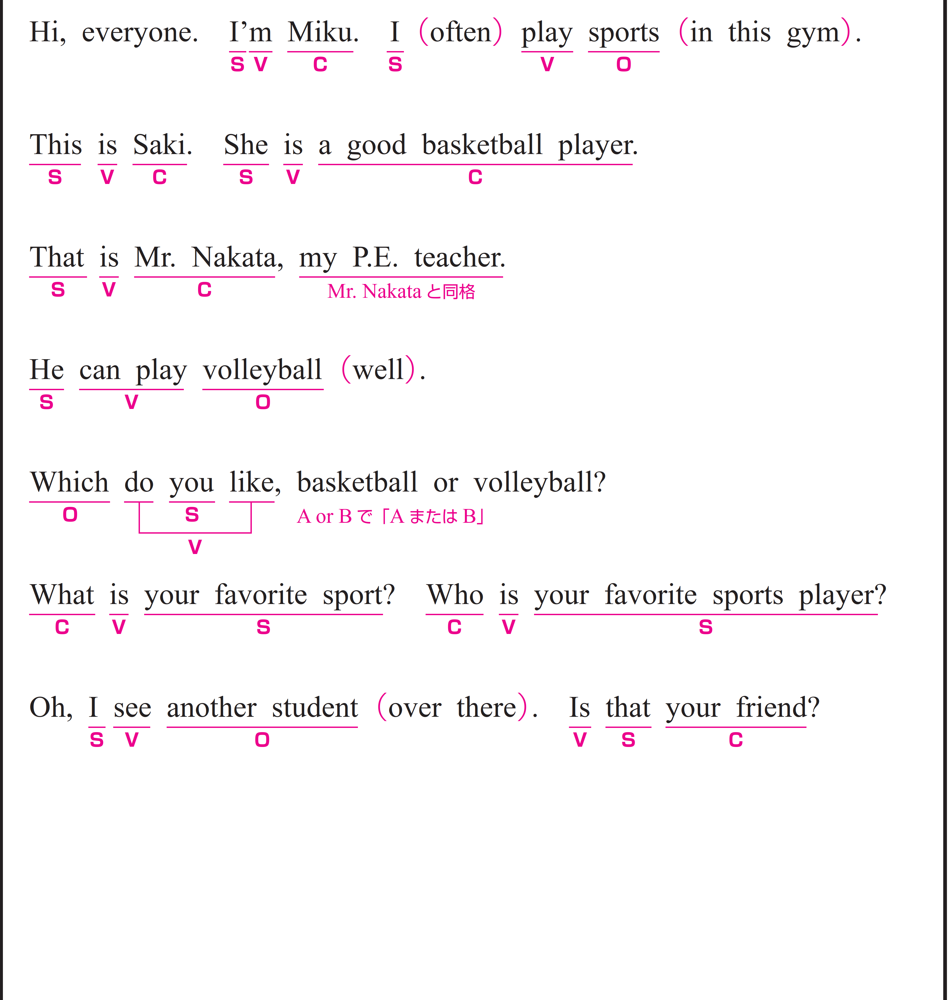 Hi, everyone. I’m Miku. I （often） play sports （in this gym）.
S V C S V O
This is Saki. She is a good basketball player.
S V C S V C
That is Mr. Nakata, my P.E. teacher.
S V C Mr. Nakata と同格
He can play volleyball （well）.
S V O
Which do you like, basketball or volleyball?
O S A or B で「A または B」
V
What is your favorite sport? Who is your favorite sports player?
C V S C V S
Oh, I see another student （over there）. Is that your friend?
S V O V S C